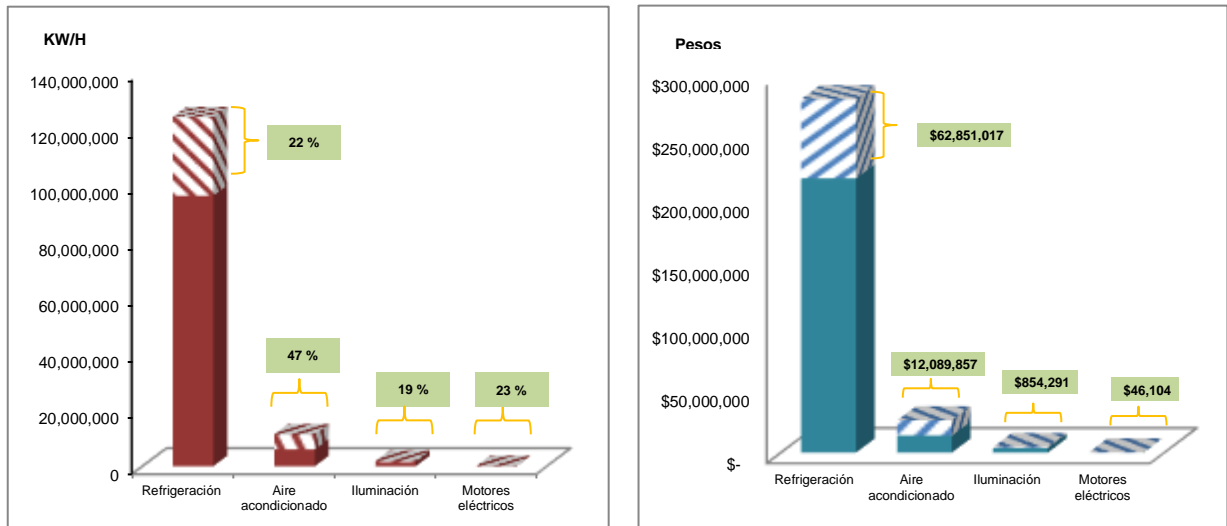 KW/H
140,000,000
120,000,000
100,000,000
80,000,000
60,000,000
40,000,000
20,000,000
0
22 %
47 %
19 %
23 %
Refrigeración
Aire
acondicionado
Iluminación
Motores
eléctricos
Pesos
$300,000,000
$250,000,000
$200,000,000
$150,000,000
$100,000,000
$50,000,000
$-
$62,851,017
$12,089,857
$854,291
$46,104
Refrigeración
Aire
acondicionado
Iluminación
Motores
eléctricos